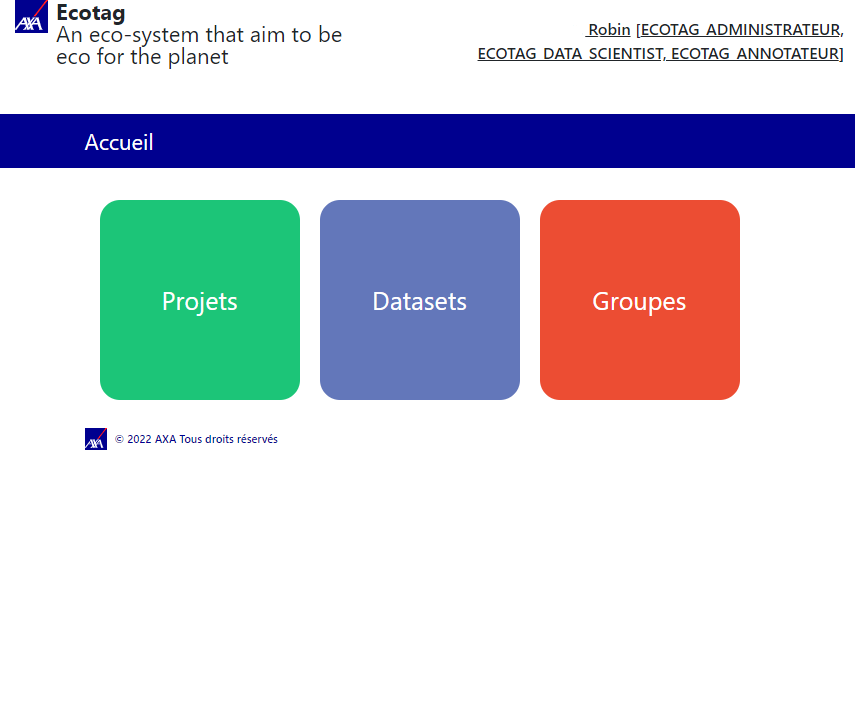 AXA
Ecotag
An eco-system that aim to be
eco for the planet
Robin [ECOTAG_ADMINISTRATEUR,
ECOTAG_DATA_SCIENTIST, ECOTAG_ANNOTATEUR]
Accueil
Projets
Datasets
Groupes
AXA
© 2022 AXA Tous droits réservés